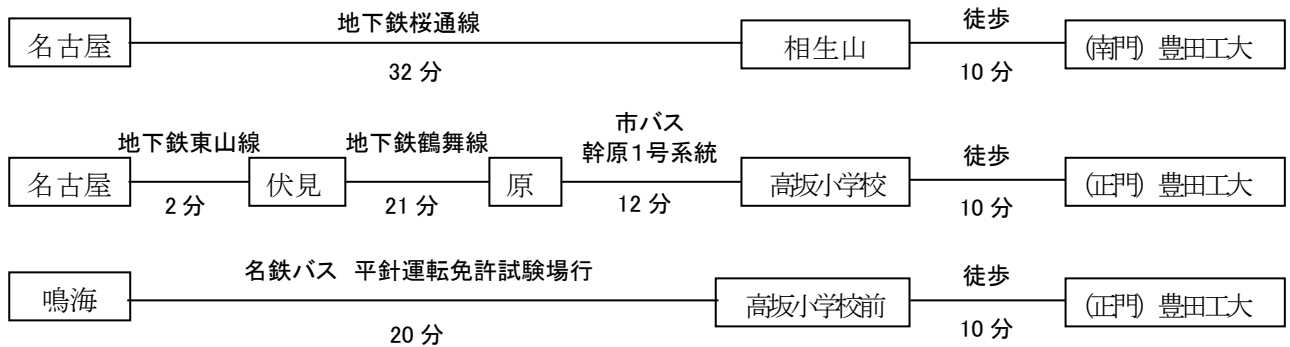 地下鉄桜通線 徒歩
名古屋 相生山 (南門) 豊田工大
32 分 10 分
市バス
地下鉄東山線 地下鉄鶴舞線 幹原1号系統 徒歩
名古屋 伏見 原 高坂小学校 (正門) 豊田工大
2 分 21 分 12 分 10 分
名鉄バス 平針運転免許試験場行 徒歩
鳴海 高坂小学校前 (正門) 豊田工大
20 分 10 分